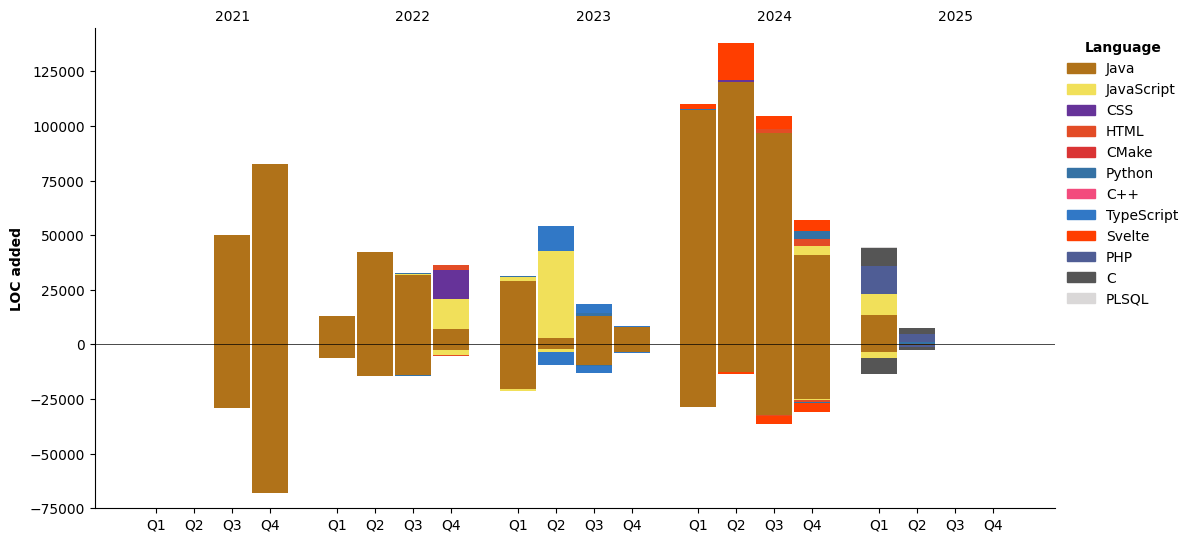 2021 2022 2023 2024 2025
LOC added
125000
100000
75000
50000
25000
0
−25000
−50000
−75000
Q1 Q2 Q3 Q4 Q1 Q2 Q3 Q4 Q1 Q2 Q3 Q4 Q1 Q2 Q3 Q4 Q1 Q2 Q3 Q4
Language
Java
JavaScript
CSS
HTML
CMake
Python
C++
TypeScript
Svelte
PHP
C
PLSQL